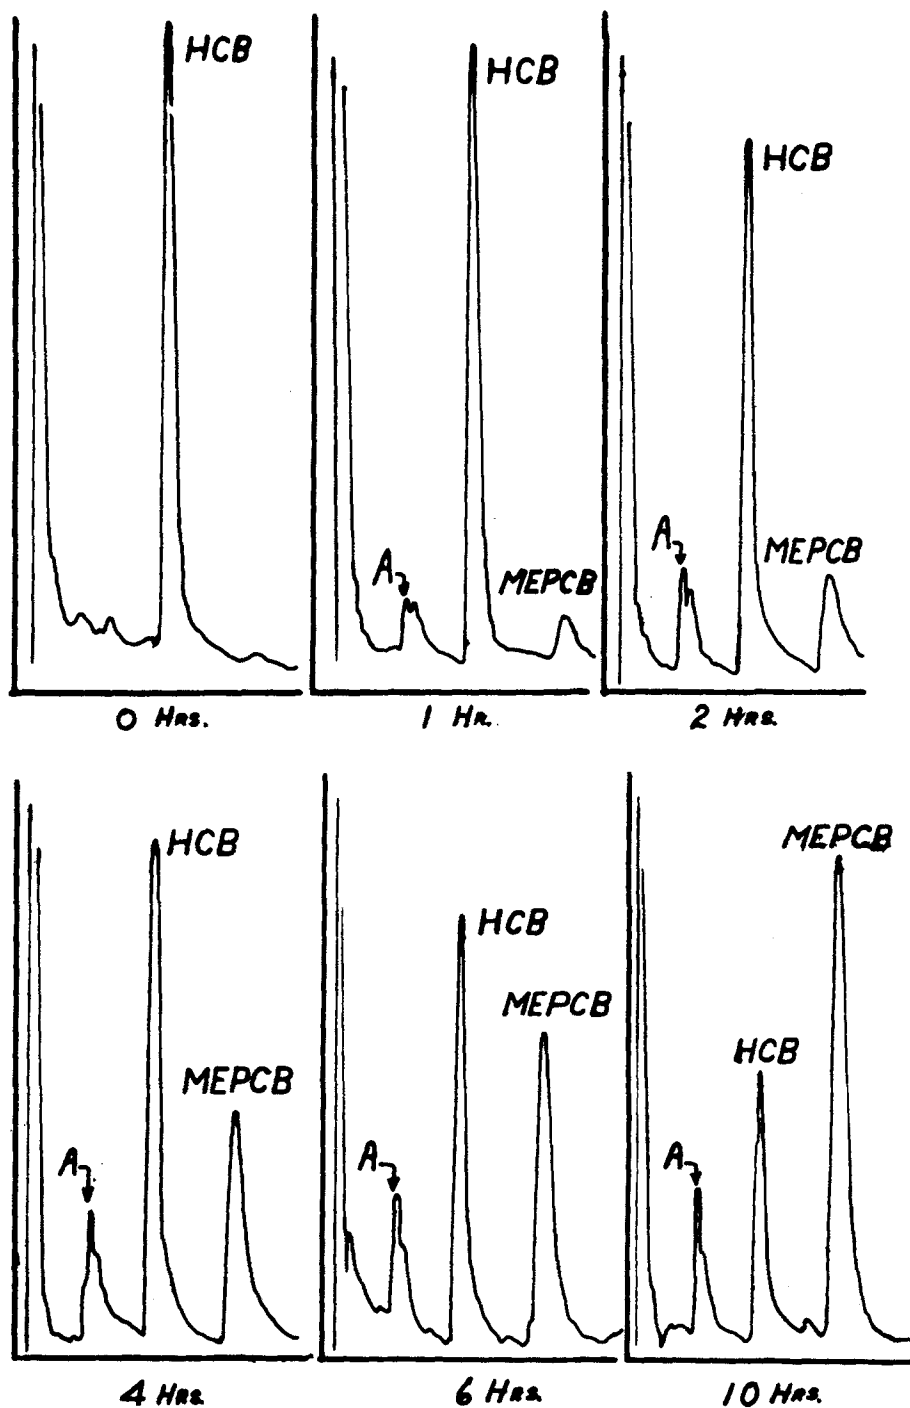 HCB
0 HRS.
HCB
A
MEPCB
1 HR.
HCB
A
MEPCB
2 HRS.
HCB
MEPCB
A
4 HRS.
HCB
MEPCB
A
6 HRS.
MEPCB
HCB
A
10 HRS.